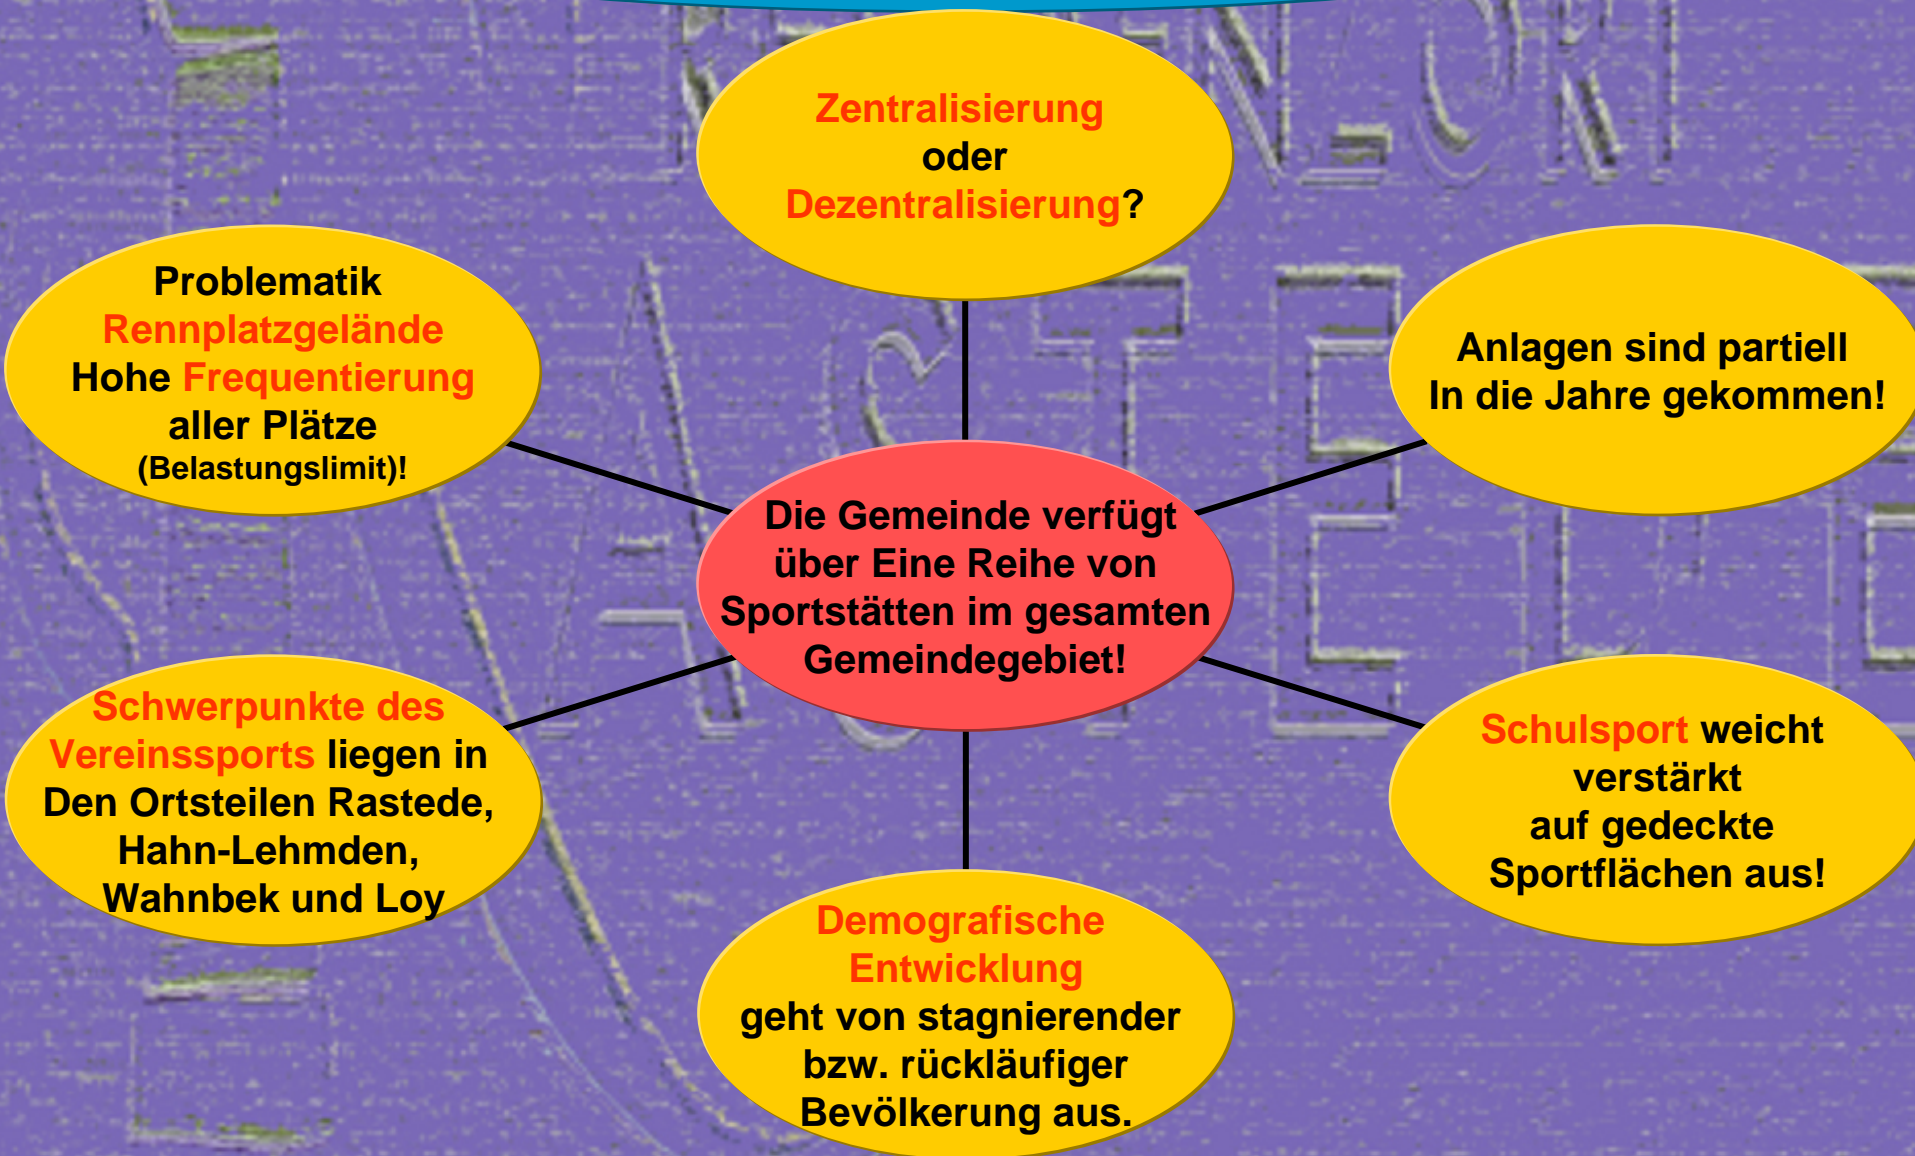 Zentralisierung
oder
Dezentralisierung?
Problematik
Rennplatzgelände
Hohe Frequentierung
aller Plätze
(Belastungslimit)!
Anlagen sind partiell
In die Jahre gekommen!
Die Gemeinde verfügt
über Eine Reihe von
Sportstätten im gesamten
Gemeindegebiet!
Schwerpunkte des
Vereinssports liegen in
Den Ortsteilen Rastede,
Hahn-Lehmden,
Wahnbek und Loy
Schulsport weicht
verstärkt
auf gedeckte
Sportflächen aus!
Demografische
Entwicklung
geht von stagnierender
bzw. rückläufiger
Bevölkerung aus.